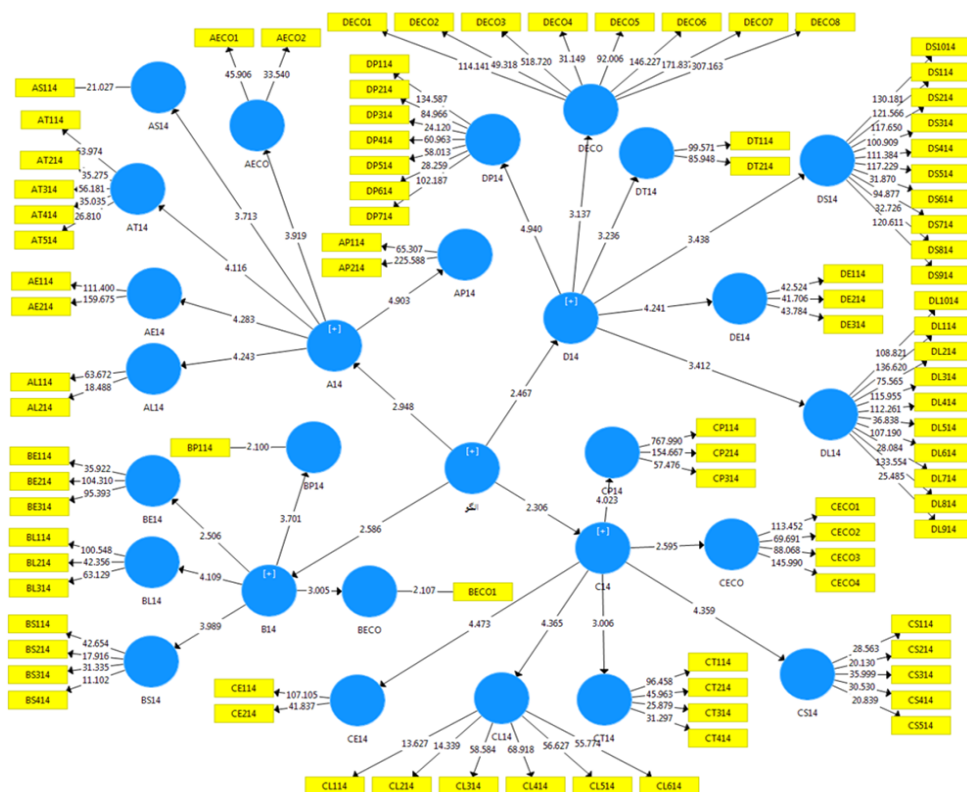 DECO1 DECO2 DECO3 DECO4 DECO5 DECO6 DECO7 DECO8
114.141 49.318 518.720 31.149 92.006 146.227 171.837 307.163
DECO
AECO1 AECO2
45.906 33.540
AECO
AS114
21.027
AS14
AT114
AT214
AT314
AT414
AT514
53.974
35.275
56.181
35.035
26.810
AT14
AE114
AE214
111.400
159.675
AE14
AL114
AL214
63.672
18.488
AL14
AP114
AP214
65.307
225.588
AP14
3.713
3.919
4.116
4.283
4.243
4.903
[+]
A14
DP114
DP214
DP314
DP414
DP514
DP614
DP714
134.587
84.966
24.120
60.963
58.013
28.259
102.187
DP14
DT114
DT214
99.571
85.948
DT14
DS1014
DS114
DS214
DS314
DS414
DS514
DS614
DS714
DS814
DS914
130.181
121.566
117.650
100.909
111.384
117.229
31.870
94.877
32.726
120.611
DS14
DE114
DE214
DE314
42.524
41.706
43.784
DE14
DL1014
DL114
DL214
DL314
DL414
DL514
DL614
DL714
DL814
DL914
108.821
136.620
75.565
115.955
112.261
36.838
107.190
28.084
133.554
25.485
DL14
4.940
3.137
3.236
3.438
4.241
3.412
[+]
D14
2.948
2.467
2.586
2.306
[+]
الگو
BP114
2.100
BP14
BE114
BE214
BE314
35.922
104.310
95.393
BE14
BL114
BL214
BL314
100.548
42.356
63.129
BL14
BS114
BS214
BS314
BS414
42.654
17.916
31.335
11.102
BS14
BECO1
2.107
BECO
3.701
2.506
4.109
3.005
3.989
[+]
B14
CP114
CP214
CP314
767.990
154.667
57.476
CP14
CECO1
CECO2
CECO3
CECO4
113.452
69.691
88.068
145.990
CECO
4.023
2.595
4.359
4.473
4.365
3.006
[+]
C14
CS114
CS214
CS314
CS414
CS514
28.563
20.130
35.999
30.530
20.839
CS14
CT114
CT214
CT314
CT414
96.458
45.963
25.879
31.297
CT14
CE114
CE214
107.105
41.837
CE14
CL14
13.627 14.339 58.584 68.918 56.627 55.774
CL114 CL214 CL314 CL414 CL514 CL614